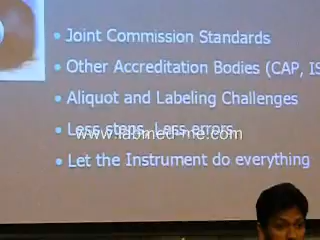 • Joint Commission Standards
• Other Accreditation Bodies (CAP, IS
• Aliquot and Labeling Challenges
• Less steps, Less errors
www.labmed-me.com
• Let the Instrument do everything